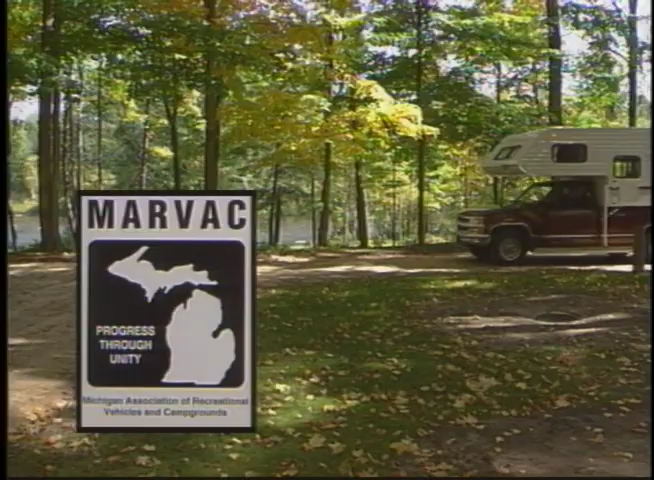 MARVAC
PROGRESS
THROUGH
UNITY
Michigan Association of Recreational
Vehicles and Campgrounds